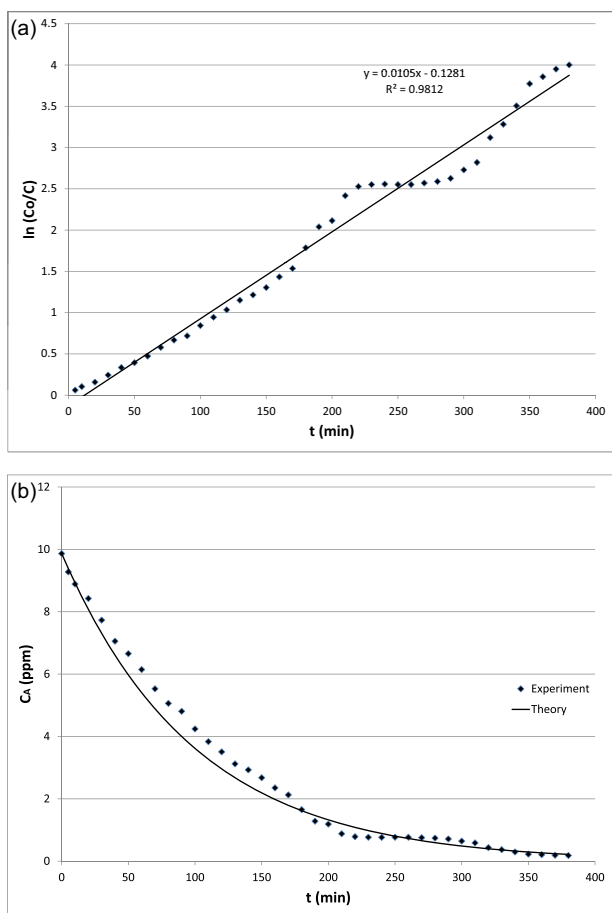 (a)
4.5
4
3.5
3
2.5
2
1.5
1
0.5
0
ln (Co/C)
y = 0.0105x - 0.1281
R² = 0.9812
0 50 100 150 200 250 300 350 400
t (min)
(b)
12
10
8
6
4
2
0
CA (ppm)
Experiment
Theory
0 50 100 150 200 250 300 350 400
t (min)